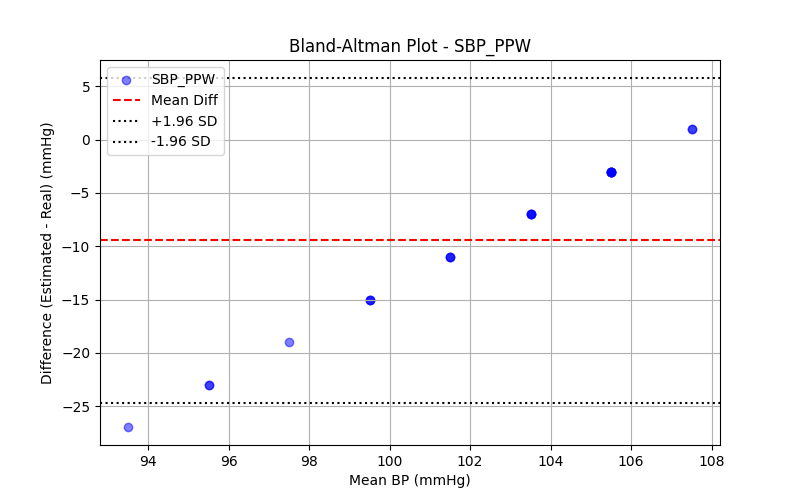 Bland-Altman Plot - SBP_PPW
SBP_PPW
Mean Diff
+1.96 SD
-1.96 SD
5
0
−5
−10
−15
−20
−25
Difference (Estimated - Real) (mmHg)
94 96 98 100 102 104 106 108
Mean BP (mmHg)